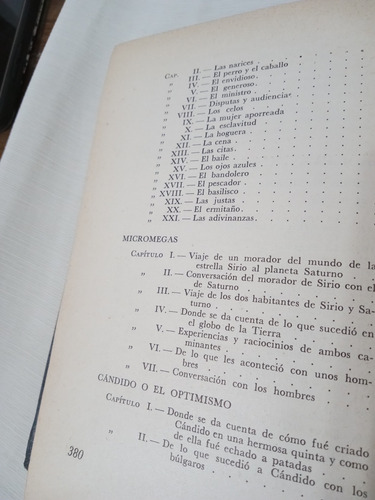 CAP. II. — Las narices
„ III. — El perro y el caballo
„ IV. — El envidioso
„ V. — El generoso
„ VI. — El ministro
„ VII. — Disputas y audiencias
„ VIII. — Los celos
„ IX. — La mujer aporreada
„ X. — La esclavitud
„ XI. — La hoguera
„ XII. — La cena
„ XIII. — Las citas
„ XIV. — El baile
„ XV. — Los ojos azules
„ XVI. — El bandolero
„ XVII. — El pescador
„ XVIII. — El basilisco
„ XIX. — Las justas
„ XX. — El ermitaño
„ XXI. — Las adivinanzas
MICROMEGAS
CAPÍTULO I. — Viaje de un morador del mundo de la
estrella Sirio al planeta Saturno
„ II. — Conversación del morador de Sirio con el
de Saturno
„ III. — Viaje de los dos habitantes de Sirio y Sa-
turno
„ IV. — Donde se da cuenta de lo que sucedió en
el globo de la Tierra
„ V. — Experiencias y raciocinios de ambos ca-
minantes
„ VI. — De lo que les aconteció con unos hom-
bres
„ VII. — Conversación con los hombres
CÁNDIDO O EL OPTIMISMO
CAPÍTULO I. — Donde se da cuenta de cómo fué criado
Cándido en una hermosa quinta y como
de ella fué echado a patadas
„ II. — De lo que sucedió a Cándido con los
búlgaros
380